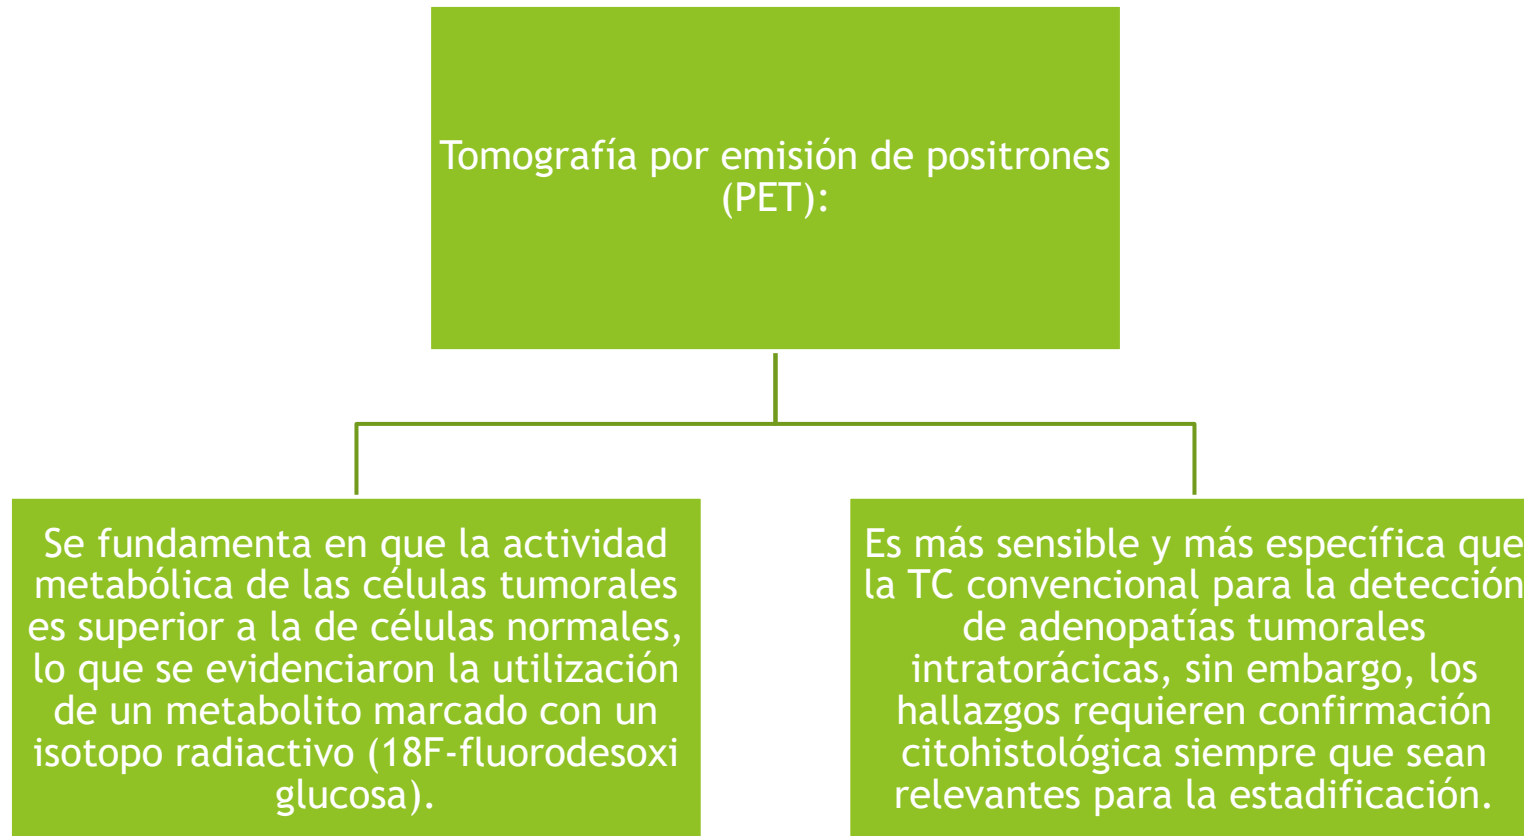 Tomografía por emisión de positrones
(PET):
Se fundamenta en que la actividad
metabólica de las células tumorales
es superior a la de células normales,
lo que se evidenciaron la utilización
de un metabolito marcado con un
isotopo radiactivo (18F-fluorodesoxi
glucosa).
Es más sensible y más específica que
la TC convencional para la detección
de adenopatías tumorales
intratorácicas, sin embargo, los
hallazgos requieren confirmación
citohistológica siempre que sean
relevantes para la estadificación.